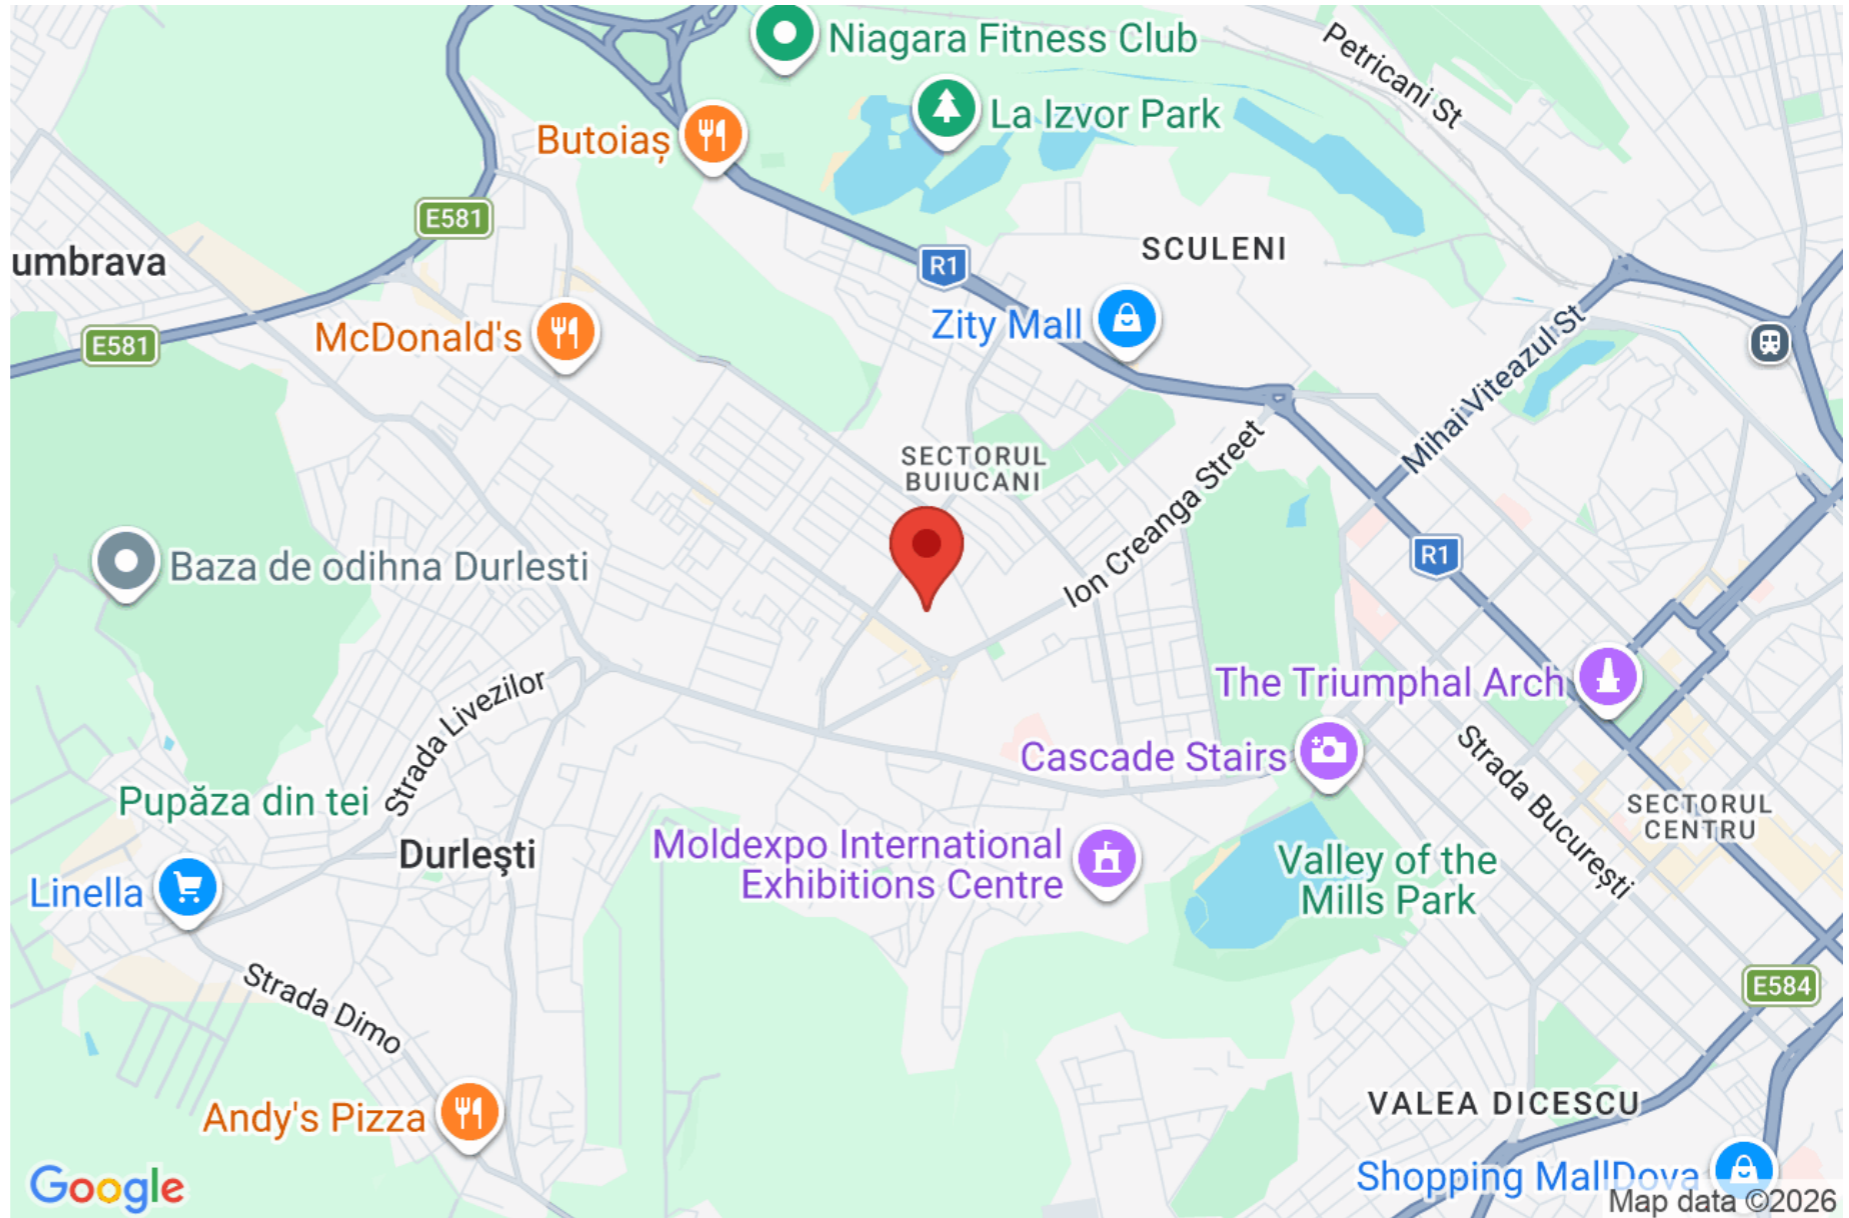 Niagara Fitness Club
Petricani St
La Izvor Park
Butoiaș
E581
SCULENI
umbrava
R1
Zity Mall
McDonald's
E581
Mihai Viteazul St
SECTORUL
BUIUCANI
Ion Creanga Street
R1
Baza de odihna Durlesti
The Triumphal Arch
Strada Livezilor
Cascade Stairs
Strada București
Pupăza din tei
SECTORUL
CENTRU
Durleşti
Moldexpo International
Exhibitions Centre
Valley of the
Mills Park
Linella
Strada Dimo
E584
VALEA DICESCU
Andy's Pizza
Shopping MallDova
Google
Map data ©2026